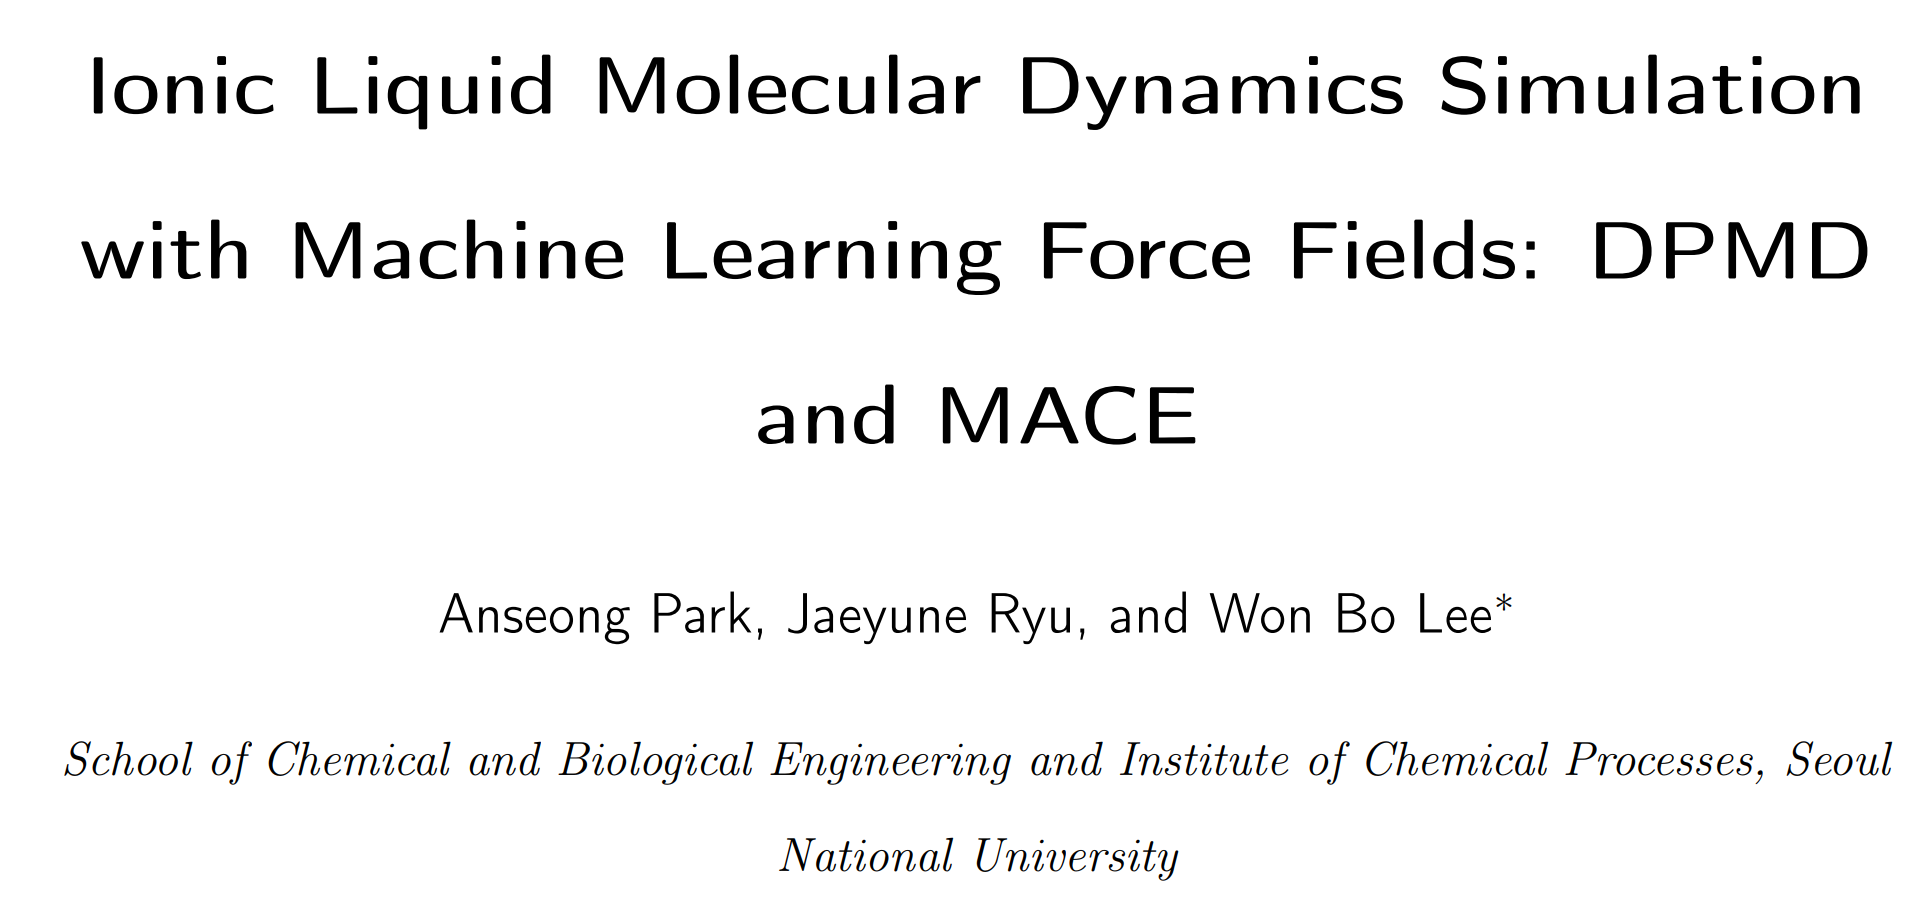 Ionic Liquid Molecular Dynamics Simulation
with Machine Learning Force Fields: DPMD
and MACE
Anseong Park, Jaeyune Ryu, and Won Bo Lee*
School of Chemical and Biological Engineering and Institute of Chemical Processes, Seoul
National University